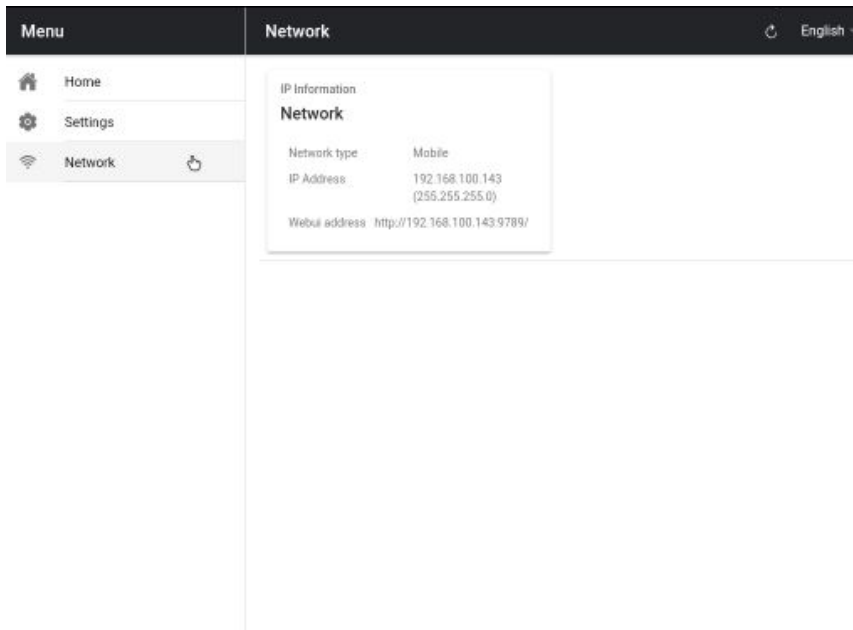 Menu
Network
English
Home
Settings
Network
IP Information
Network
Network type Mobile
IP Address 192.168.100.143
(255.255.255.0)
Webui address http://192.168.100.143:9789/